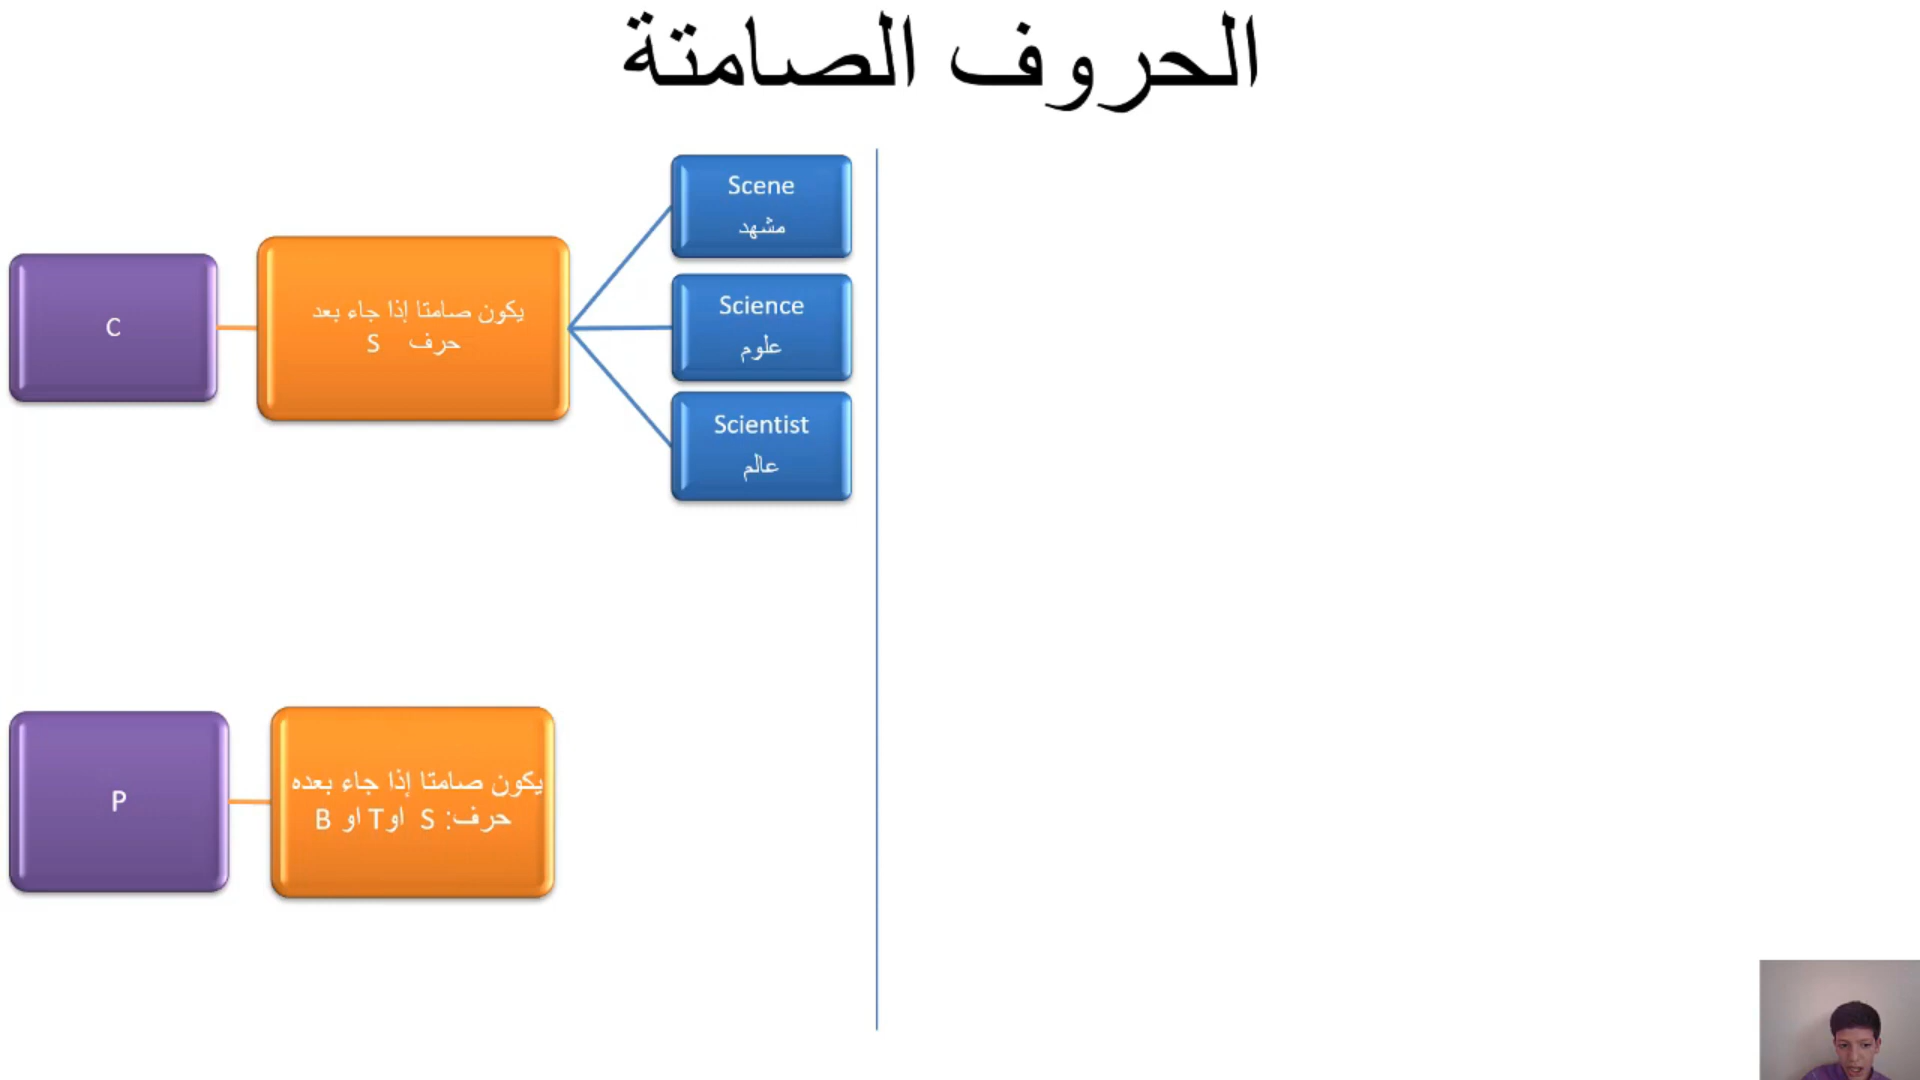 الحروف الصامتة
C
يكون صامتا إذا جاء بعد
حرف S
Scene
مشهد
Science
علوم
Scientist
عالم
P
يكون صامتا إذا جاء بعده
حرف: S اوT او B